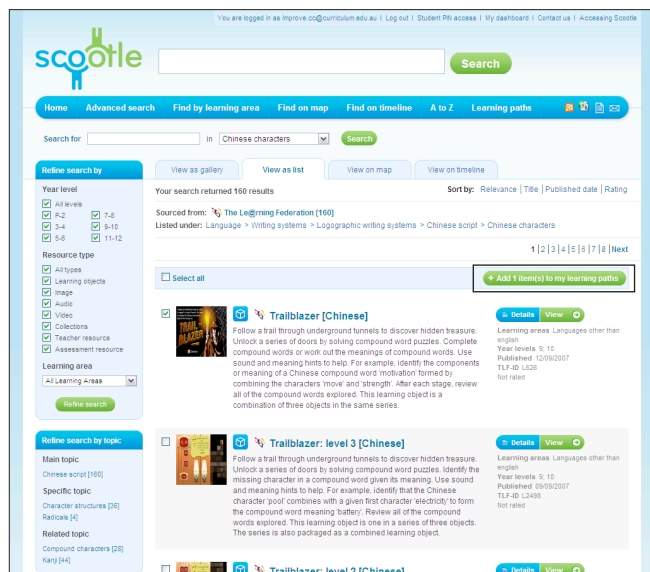 You are logged in as Improve.cc@curriculum.edu.au | Log out | Student PIN access | My dashboard | Contact us | Accessing Scootle
scootle
Search
Home Advanced search Find by learning area Find on map Find on timeline A to Z Learning paths
Search for in Chinese characters Search
Refine search by
Year level
All levels
P-2 7-8
3-4 9-10
5-6 11-12
Resource type
All types
Learning objects
Image
Audio
Video
Collections
Teacher resource
Assessment resource
Learning area
All Learning Areas
Refine search
Refine search by topic
Main topic
Chinese script [160]
Specific topic
Character structures [36]
Radicals [4]
Related topic
Compound characters [28]
Kanji [44]
View as gallery View as list View on map View on timeline
Your search returned 160 results Sort by: Relevance | Title | Published date | Rating
Sourced from: The Le@rning Federation [160]
Listed under: Language > Writing systems > Logographic writing systems > Chinese script > Chinese characters
1 | 2 | 3 | 4 | 5 | 6 | 7 | 8 | Next
Select all + Add 1 item(s) to my learning paths
TRAIL BLAZER
Trailblazer [Chinese]
Follow a trail through underground tunnels to discover hidden treasure.
Unlock a series of doors by solving compound word puzzles. Complete
compound words or work out the meanings of compound words. Use
sound and meaning hints to help. For example, identify the components
or meaning of a Chinese compound word 'motivation' formed by
combining the characters 'move' and 'strength'. After each stage, review
all of the compound words explored. This learning object is a
combination of three objects in the same series.
Details View
Learning areas Languages other than
english
Year levels 9; 10
Published 12/09/2007
TLF-ID L826
Not rated
Trailblazer: level 3 [Chinese]
Follow a trail through underground tunnels to discover hidden treasure.
Unlock a series of doors by solving compound word puzzles. Identify the
missing character in a compound word given its meaning. Use sound
and meaning hints to help. For example, identify that the Chinese
character 'pool' combines with a given first character 'electricity' to form
the compound word meaning 'battery'. Review all of the compound
words explored. This learning object is one in a series of three objects.
The series is also packaged as a combined learning object.
Details View
Learning areas Languages other than
english
Year levels 9; 10
Published 09/09/2007
TLF-ID L2498
Not rated
Trailblazer: level 2 [Chinese]
Details View